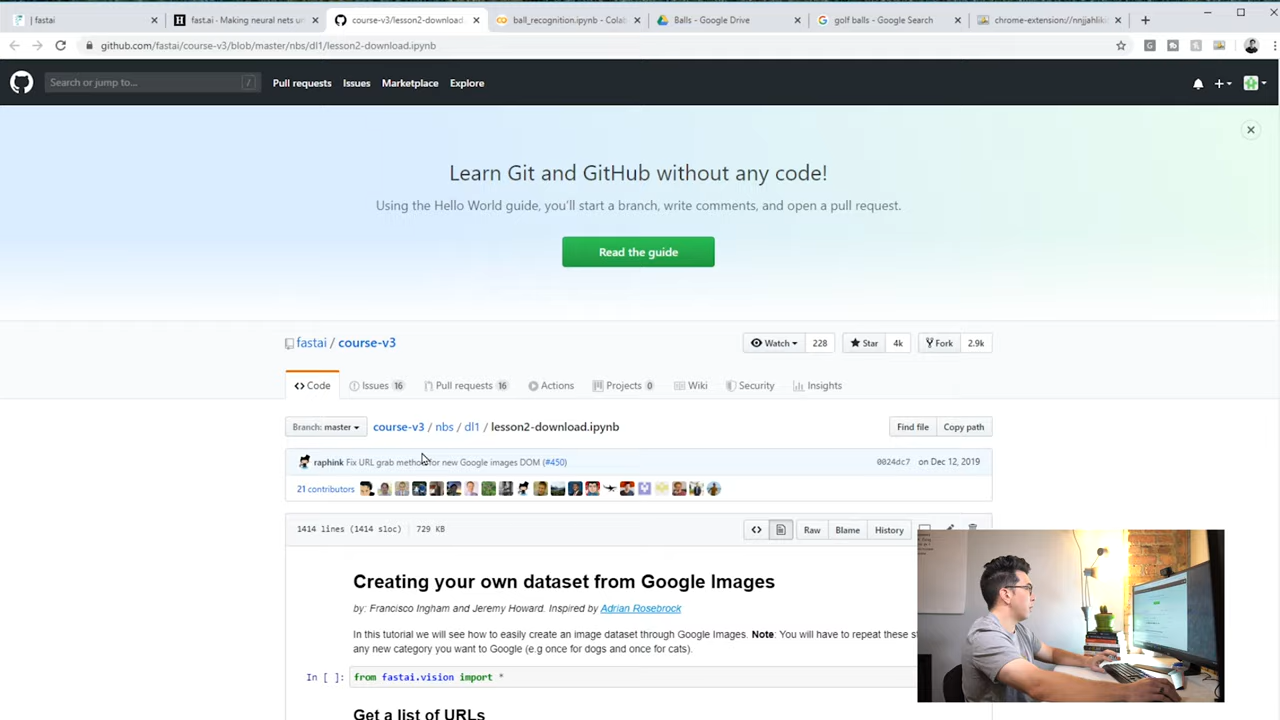 | fastai
fast.ai · Making neural nets un
course-v3/lesson2-download.
ball_recognition.ipynb - Colab
Balls - Google Drive
golf balls - Google Search
chrome-extension://nnjjahlika
github.com/fastai/course-v3/blob/master/nbs/dl1/lesson2-download.ipynb
Search or jump to... /
Pull requests Issues Marketplace Explore
Learn Git and GitHub without any code!
Using the Hello World guide, you'll start a branch, write comments, and open a pull request.
Read the guide
fastai / course-v3
Watch 228 Star 4k Fork 2.9k
Code Issues 16 Pull requests 16 Actions Projects 0 Wiki Security Insights
Branch: master course-v3 / nbs / dl1 / lesson2-download.ipynb Find file Copy path
raphink Fix URL grab method for new Google images DOM (#450) 0024dc7 on Dec 12, 2019
21 contributors
1414 lines (1414 sloc) 729 KB Raw Blame History
Creating your own dataset from Google Images
by: Francisco Ingham and Jeremy Howard. Inspired by Adrian Rosebrock
In this tutorial we will see how to easily create an image dataset through Google Images. Note: You will have to repeat these st
any new category you want to Google (e.g once for dogs and once for cats).
In [ ]: from fastai.vision import *
Get a list of URLs